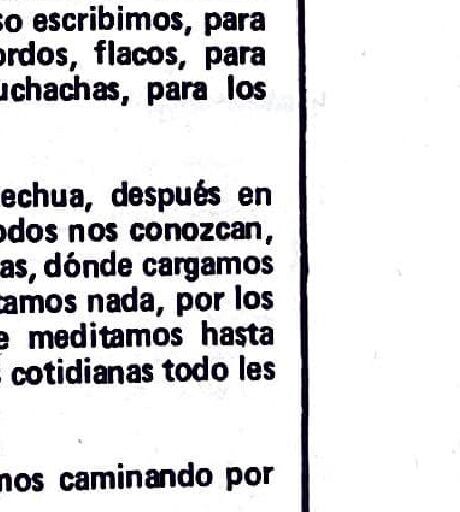 so escribimos, para
ordos, flacos, para
uchachas, para los
echua, después en
odos nos conozcan,
as, dónde cargamos
camos nada, por los
e meditamos hasta
cotidianas todo les
nos caminando por